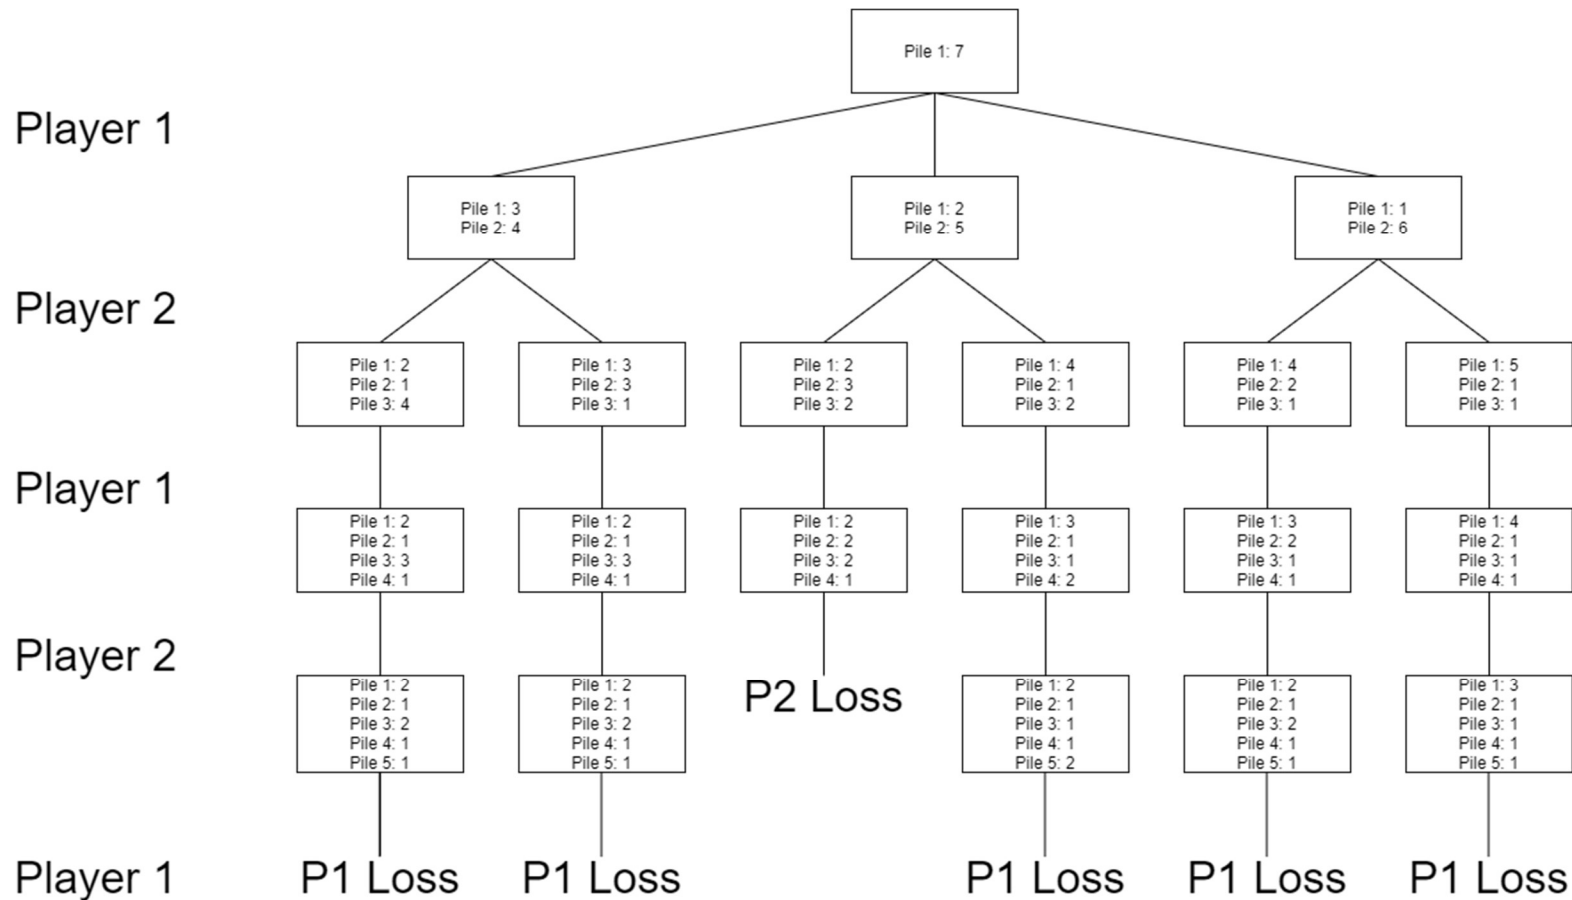 Pile 1: 7
Player 1
Pile 1: 3
Pile 2: 4
Pile 1: 2
Pile 2: 5
Pile 1: 1
Pile 2: 6
Player 2
Pile 1: 2
Pile 2: 1
Pile 3: 4
Pile 1: 3
Pile 2: 3
Pile 3: 1
Pile 1: 2
Pile 2: 3
Pile 3: 2
Pile 1: 4
Pile 2: 1
Pile 3: 2
Pile 1: 4
Pile 2: 2
Pile 3: 1
Pile 1: 5
Pile 2: 1
Pile 3: 1
Player 1
Pile 1: 2
Pile 2: 1
Pile 3: 3
Pile 4: 1
Pile 1: 2
Pile 2: 1
Pile 3: 3
Pile 4: 1
Pile 1: 2
Pile 2: 2
Pile 3: 2
Pile 4: 1
Pile 1: 3
Pile 2: 1
Pile 3: 1
Pile 4: 2
Pile 1: 3
Pile 2: 2
Pile 3: 1
Pile 4: 1
Pile 1: 4
Pile 2: 1
Pile 3: 1
Pile 4: 1
Player 2
Pile 1: 2
Pile 2: 1
Pile 3: 2
Pile 4: 1
Pile 5: 1
Pile 1: 2
Pile 2: 1
Pile 3: 2
Pile 4: 1
Pile 5: 1
P2 Loss
Pile 1: 2
Pile 2: 1
Pile 3: 1
Pile 4: 1
Pile 5: 2
Pile 1: 2
Pile 2: 1
Pile 3: 2
Pile 4: 1
Pile 5: 1
Pile 1: 3
Pile 2: 1
Pile 3: 1
Pile 4: 1
Pile 5: 1
Player 1
P1 Loss
P1 Loss
P1 Loss
P1 Loss
P1 Loss